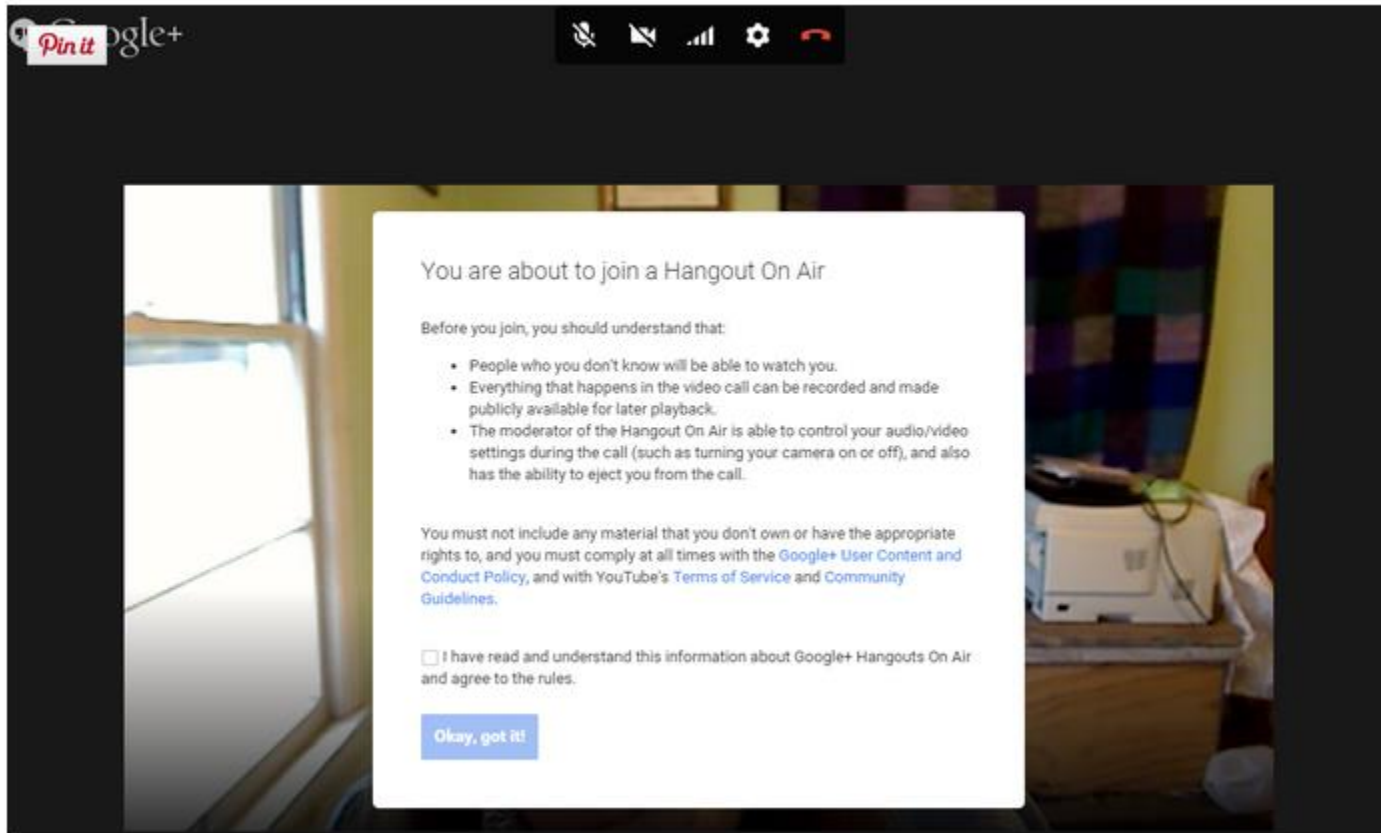 Pin it
ogle+
You are about to join a Hangout On Air
Before you join, you should understand that:
• People who you don't know will be able to watch you.
• Everything that happens in the video call can be recorded and made
publicly available for later playback.
• The moderator of the Hangout On Air is able to control your audio/video
settings during the call (such as turning your camera on or off), and also
has the ability to eject you from the call.
You must not include any material that you don't own or have the appropriate
rights to, and you must comply at all times with the Google+ User Content and
Conduct Policy, and with YouTube's Terms of Service and Community
Guidelines.
I have read and understand this information about Google+ Hangouts On Air
and agree to the rules.
Okay, got it!